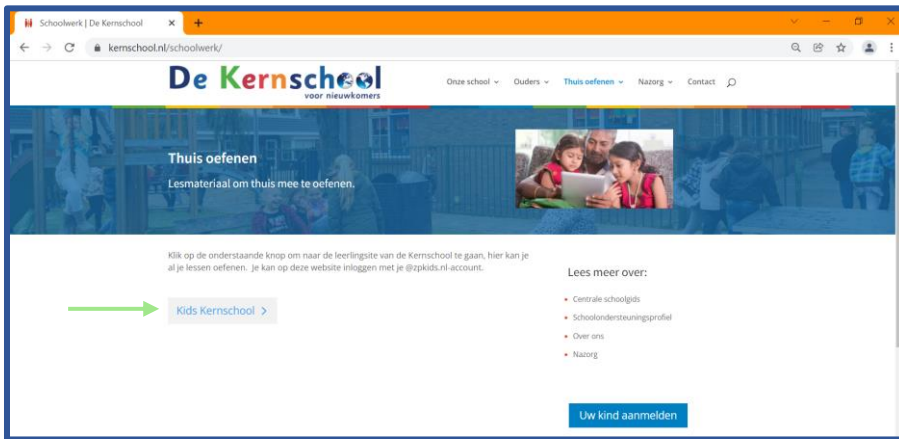 Schoolwerk | De Kernschool
kernschool.nl/schoolwerk/
De Kernschool
voor nieuwkomers
Onze school Ouders Thuis oefenen Nazorg Contact
Thuis oefenen
Lesmateriaal om thuis mee te oefenen.
Klik op de onderstaande knop om naar de leerlingsite van de Kernschool te gaan, hier kan je
al je lessen oefenen. Je kan op deze website inloggen met je @zpkids.nl-account.
Kids Kernschool
Lees meer over:
Centrale schoolgids
Schoolondersteuningsprofiel
Over ons
Nazorg
Uw kind aanmelden